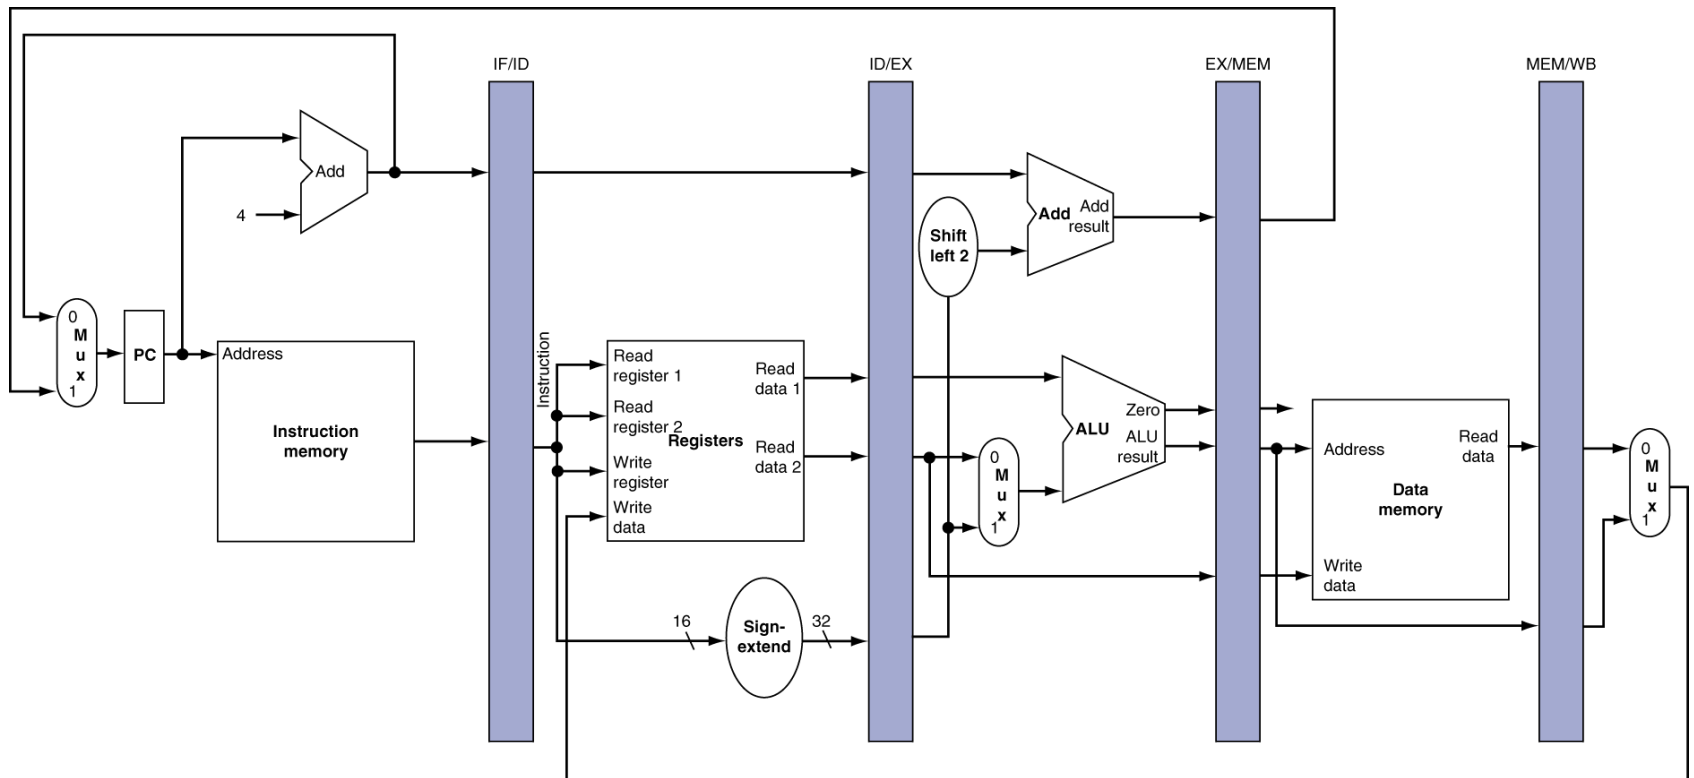 IF/ID
ID/EX
EX/MEM
MEM/WB
Add
4
Add
Add
result
Shift
left 2
0
M
u
x
1
PC
Address
Instruction
memory
Instruction
Read
register 1
Read
register 2
Write
register
Write
data
Registers
Read
data 1
Read
data 2
16
Sign-
extend
32
0
M
u
x
1
ALU
Zero
ALU
result
Address
Read
data
Data
memory
Write
data
0
M
u
x
1